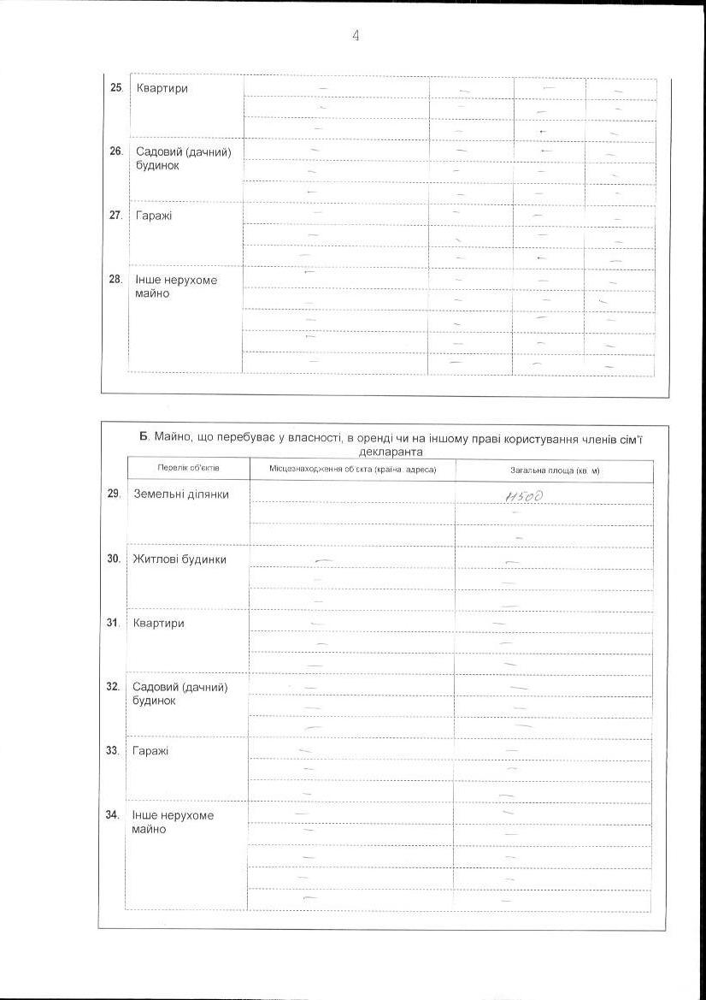 4
25. Квартири — — — —
— — — —
— — — —
26. Садовий (дачний) — — — —
будинок — — — —
— — — —
27. Гаражі — — — —
— — — —
— — — —
28. Інше нерухоме — — — —
майно — — — —
— — — —
— — — —
— — — —
Б. Майно, що перебуває у власності, в оренді чи на іншому праві користування членів сім'ї
декларанта
Перелік об'єктів Місцезнаходження об'єкта (країна, адреса) Загальна площа (кв. м)
29. Земельні ділянки 11500
—
—
30. Житлові будинки — —
— —
— —
31. Квартири — —
— —
— —
32. Садовий (дачний) — —
будинок — —
— —
33. Гаражі — —
— —
— —
34. Інше нерухоме — —
майно — —
— —
— —
— —